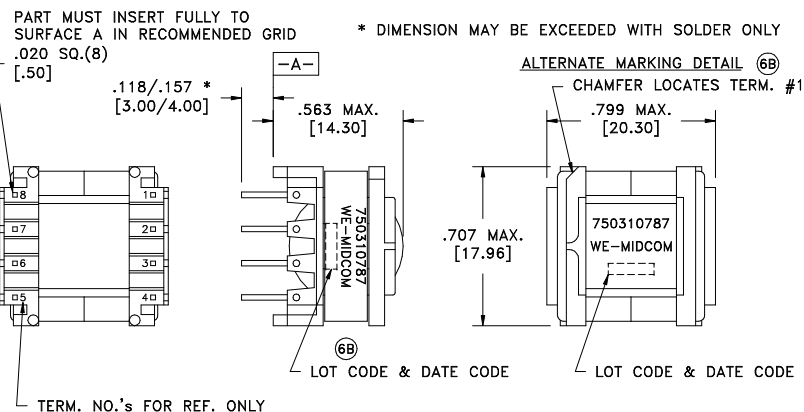 PART MUST INSERT FULLY TO
SURFACE A IN RECOMMENDED GRID
.020 SQ.(8)
[.50]
* DIMENSION MAY BE EXCEEDED WITH SOLDER ONLY
-A-
ALTERNATE MARKING DETAIL 6B
CHAMFER LOCATES TERM. #1
.118/.157 *
[3.00/4.00]
.563 MAX.
[14.30]
.799 MAX.
[20.30]
8 1
7 2
6 3
5 4
750310787
WE-MIDCOM
.707 MAX.
[17.96]
750310787
WE-MIDCOM
6B
LOT CODE & DATE CODE
LOT CODE & DATE CODE
TERM. NO.'s FOR REF. ONLY